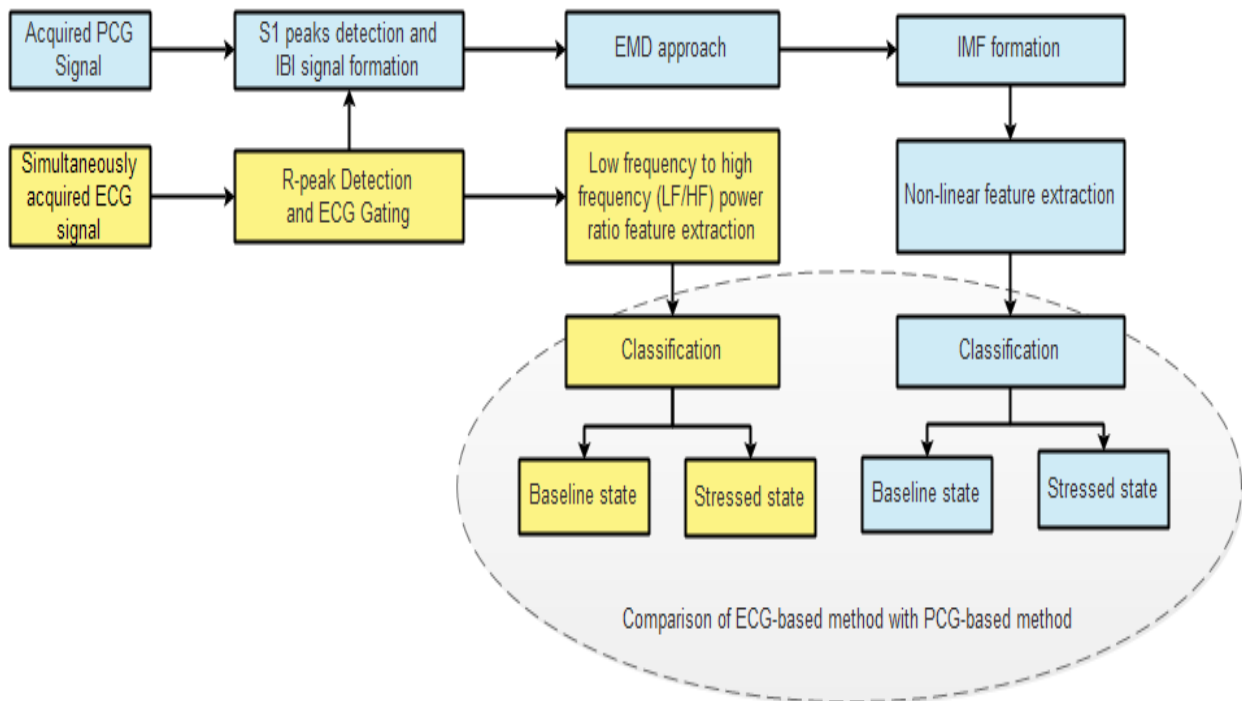 Acquired PCG
Signal
S1 peaks detection and
IBI signal formation
EMD approach
IMF formation
Simultaneously
acquired ECG
signal
R-peak Detection
and ECG Gating
Low frequency to high
frequency (LF/HF) power
ratio feature extraction
Non-linear feature extraction
Classification
Classification
Baseline state
Stressed state
Baseline state
Stressed state
Comparison of ECG-based method with PCG-based method